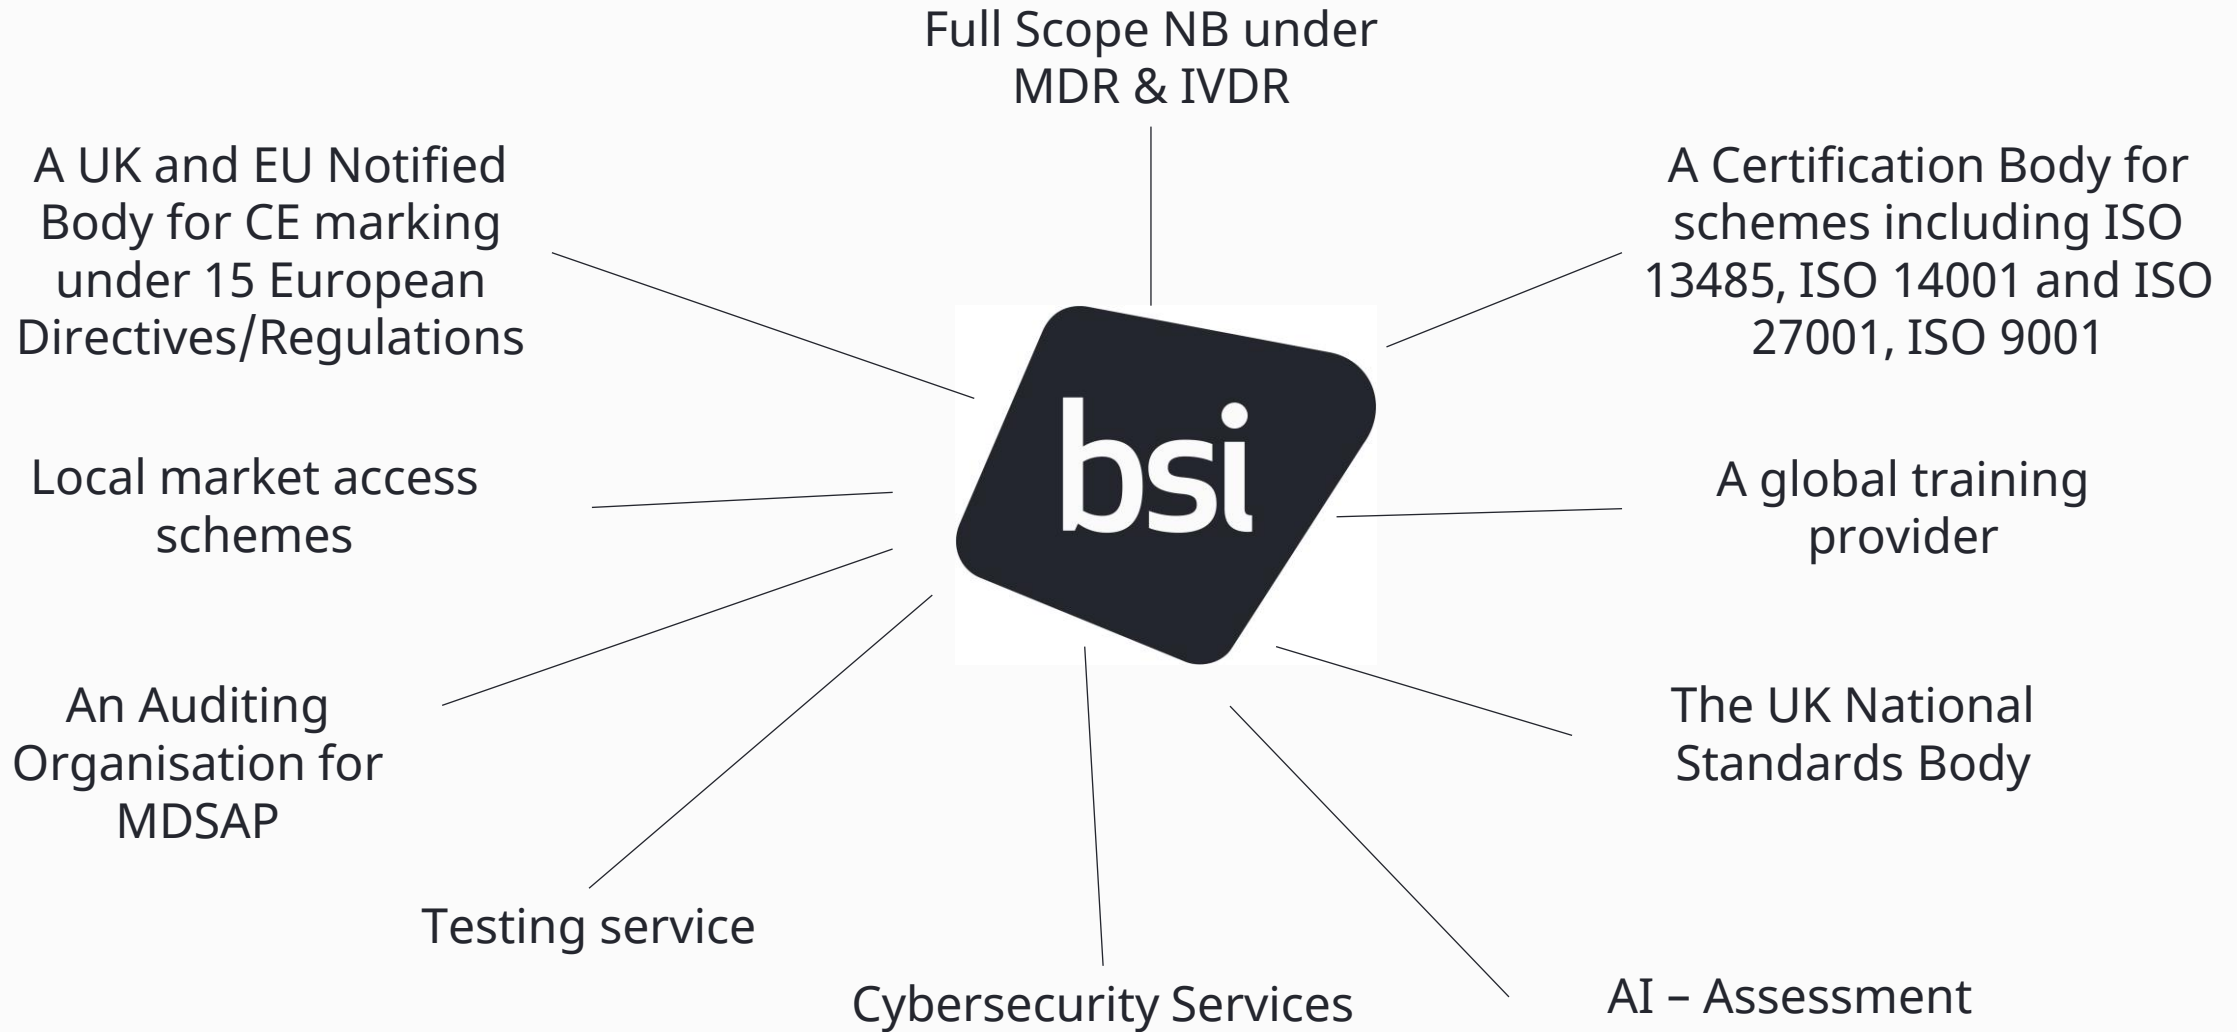 Full Scope NB under
MDR & IVDR
A UK and EU Notified
Body for CE marking
under 15 European
Directives/Regulations
A Certification Body for
schemes including ISO
13485, ISO 14001 and ISO
27001, ISO 9001
bsi
Local market access
schemes
A global training
provider
An Auditing
Organisation for
MDSAP
The UK National
Standards Body
Testing service
Cybersecurity Services
AI – Assessment